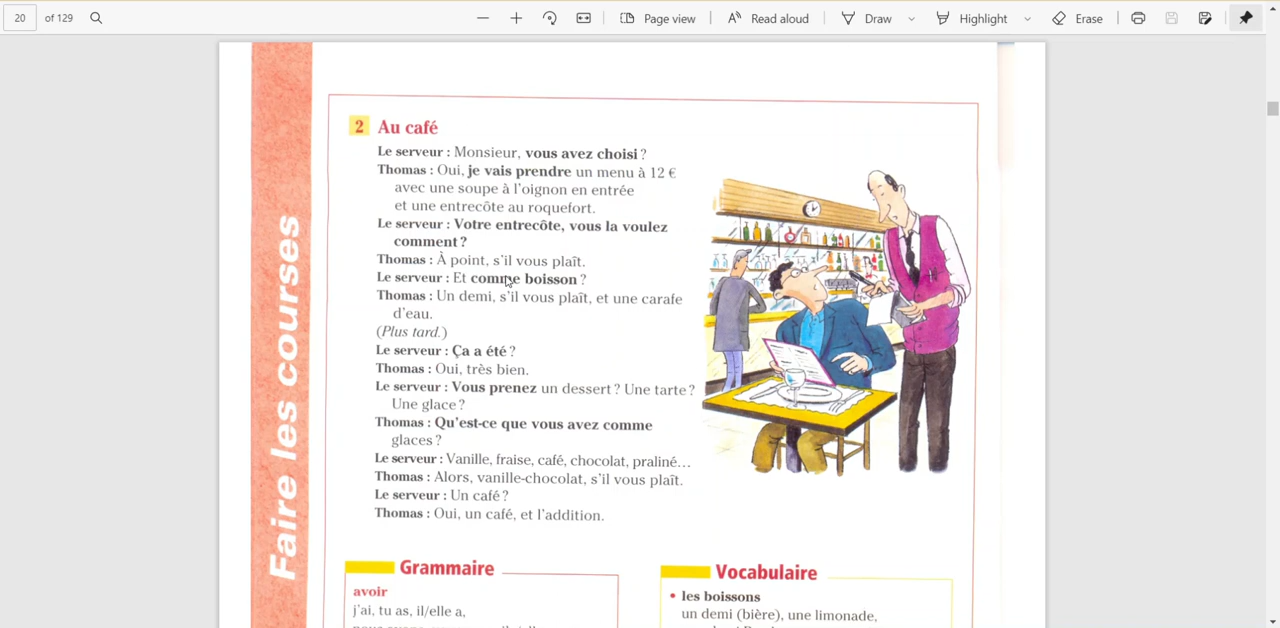 20 of 129 Page view Read aloud Draw Highlight Erase
Faire les courses
2 Au café
Le serveur : Monsieur, vous avez choisi ?
Thomas : Oui, je vais prendre un menu à 12 €
avec une soupe à l'oignon en entrée
et une entrecôte au roquefort.
Le serveur : Votre entrecôte, vous la voulez
comment ?
Thomas : À point, s'il vous plaît.
Le serveur : Et comme boisson ?
Thomas : Un demi, s'il vous plaît, et une carafe
d'eau.
(Plus tard.)
Le serveur : Ça a été ?
Thomas : Oui, très bien.
Le serveur : Vous prenez un dessert ? Une tarte ?
Une glace ?
Thomas : Qu'est-ce que vous avez comme
glaces ?
Le serveur : Vanille, fraise, café, chocolat, praliné...
Thomas : Alors, vanille-chocolat, s'il vous plaît.
Le serveur : Un café ?
Thomas : Oui, un café, et l'addition.
Grammaire
avoir
j'ai, tu as, il/elle a,
Vocabulaire
• les boissons
un demi (bière), une limonade,